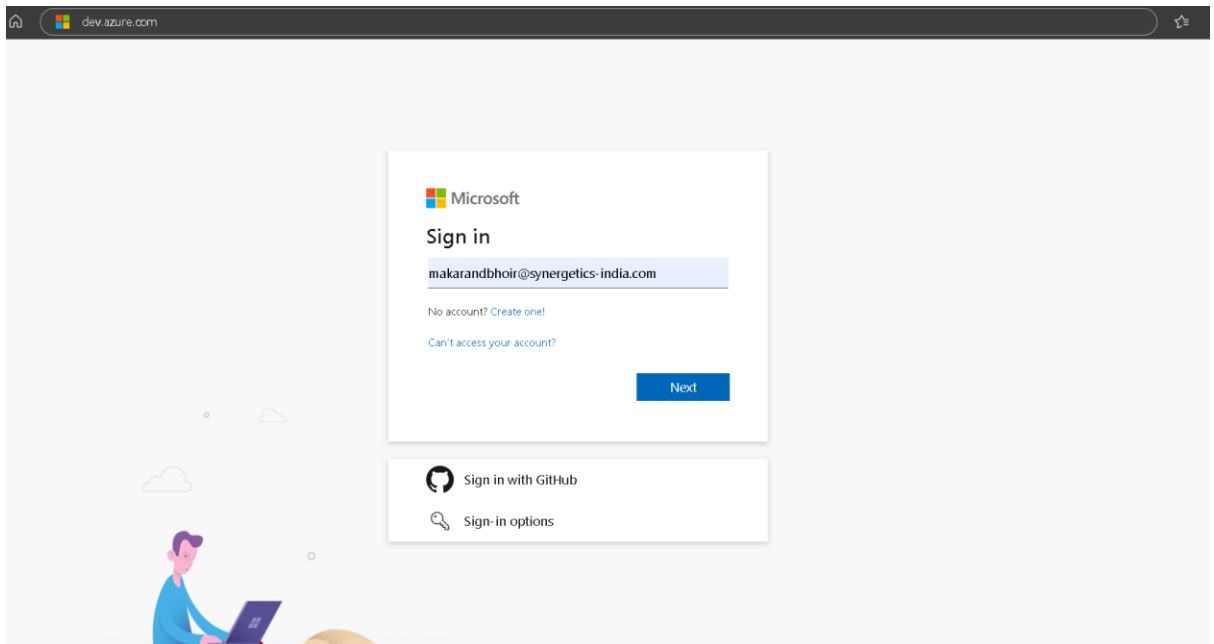 dev.azure.com
Microsoft
Sign in
makarandbhoir@synergetics-india.com
No account? Create one!
Can't access your account?
Next
Sign in with GitHub
Sign-in options